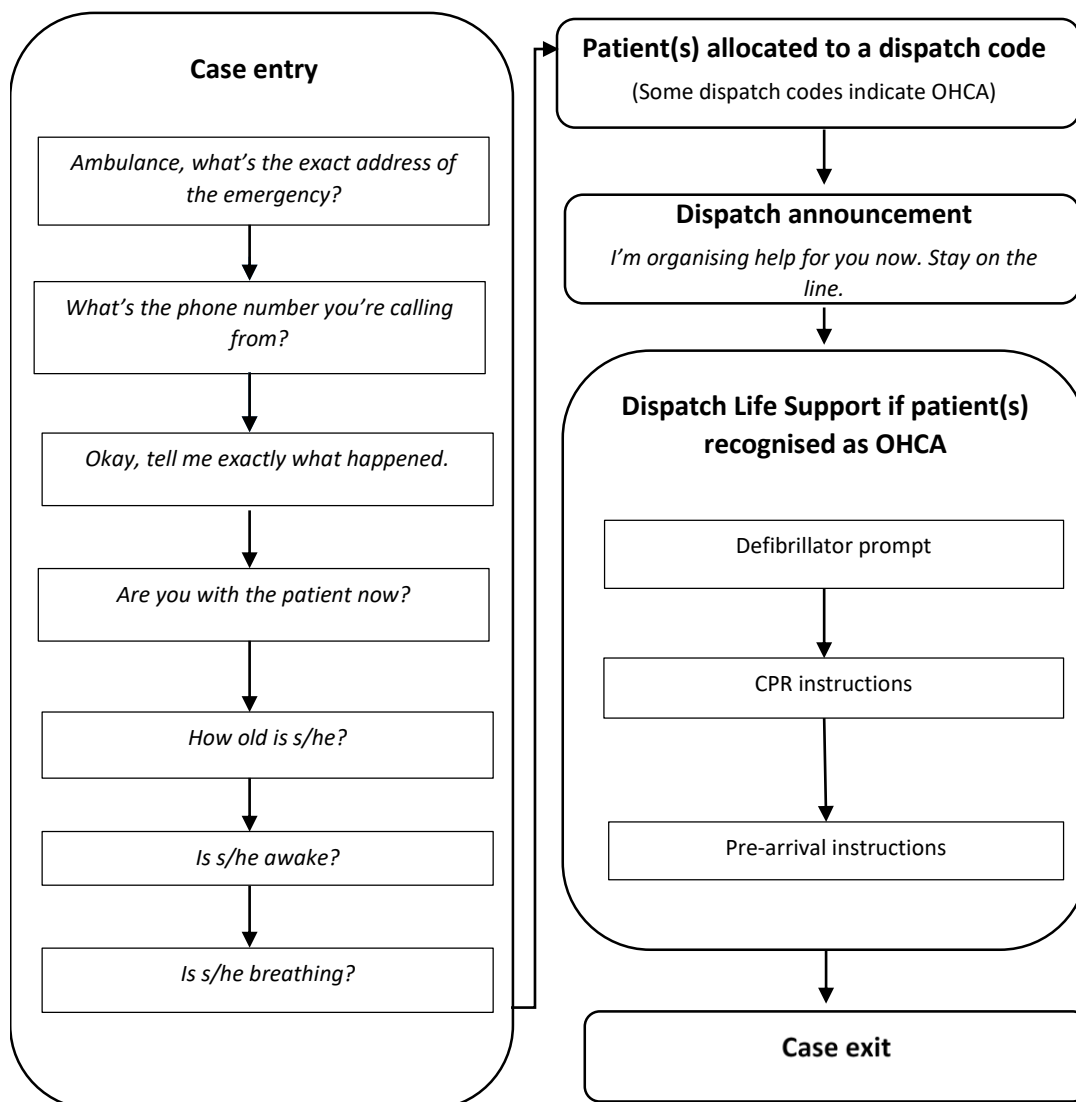 Case entry
Ambulance, what's the exact address of
the emergency?
What's the phone number you're calling
from?
Okay, tell me exactly what happened.
Are you with the patient now?
How old is s/he?
Is s/he awake?
Is s/he breathing?
Patient(s) allocated to a dispatch code
(Some dispatch codes indicate OHCA)
Dispatch announcement
I'm organising help for you now. Stay on the
line.
Dispatch Life Support if patient(s)
recognised as OHCA
Defibrillator prompt
CPR instructions
Pre-arrival instructions
Case exit